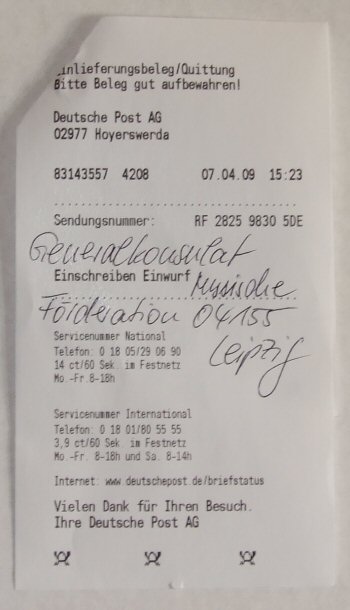 Einlieferungsbeleg/Quittung
Bitte Beleg gut aufbewahren!
Deutsche Post AG
02977 Hoyerswerda
83143557 4208 07.04.09 15:23
Sendungsnummer: RF 2825 9830 5DE
Generalkonsulat
Einschreiben Einwurf Russische
Förderation 04155
Leipzig
Servicenummer National
Telefon: 0 18 05/29 06 90
14 ct/60 Sek. im Festnetz
Mo.-Fr.8-18h
Servicenummer International
Telefon: 0 18 01/80 55 55
3,9 ct/60 Sek. im Festnetz
Mo.-Fr. 8-18h und Sa. 8-14h
Internet: www.deutschepost.de/briefstatus
Vielen Dank für Ihren Besuch.
Ihre Deutsche Post AG